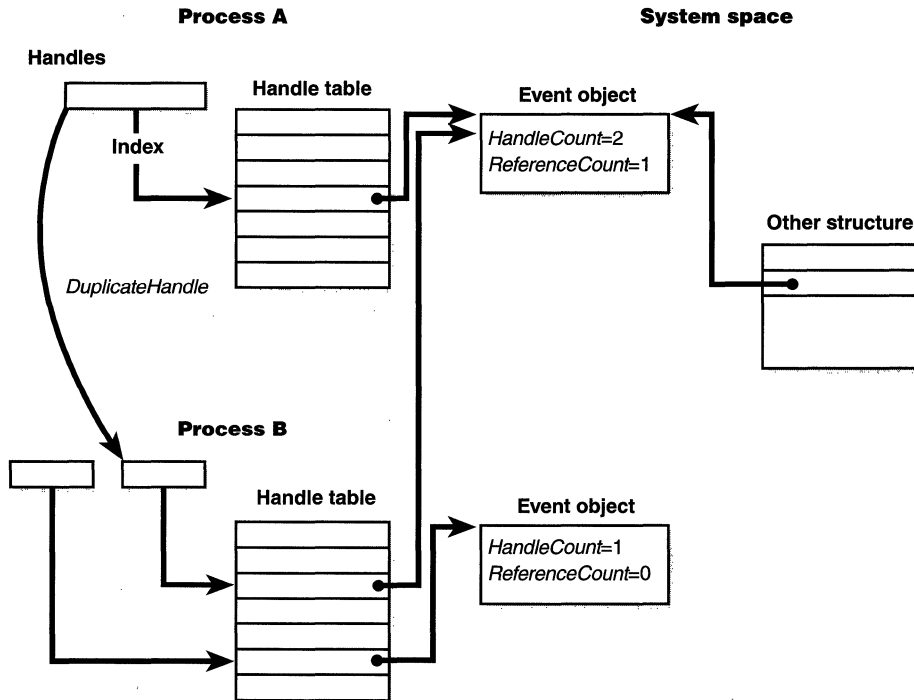 Process A
System space
Handles
Handle table
Event object
Index
HandleCount=2
ReferenceCount=1
Other structure
DuplicateHandle
Process B
Handle table
Event object
HandleCount=1
ReferenceCount=0